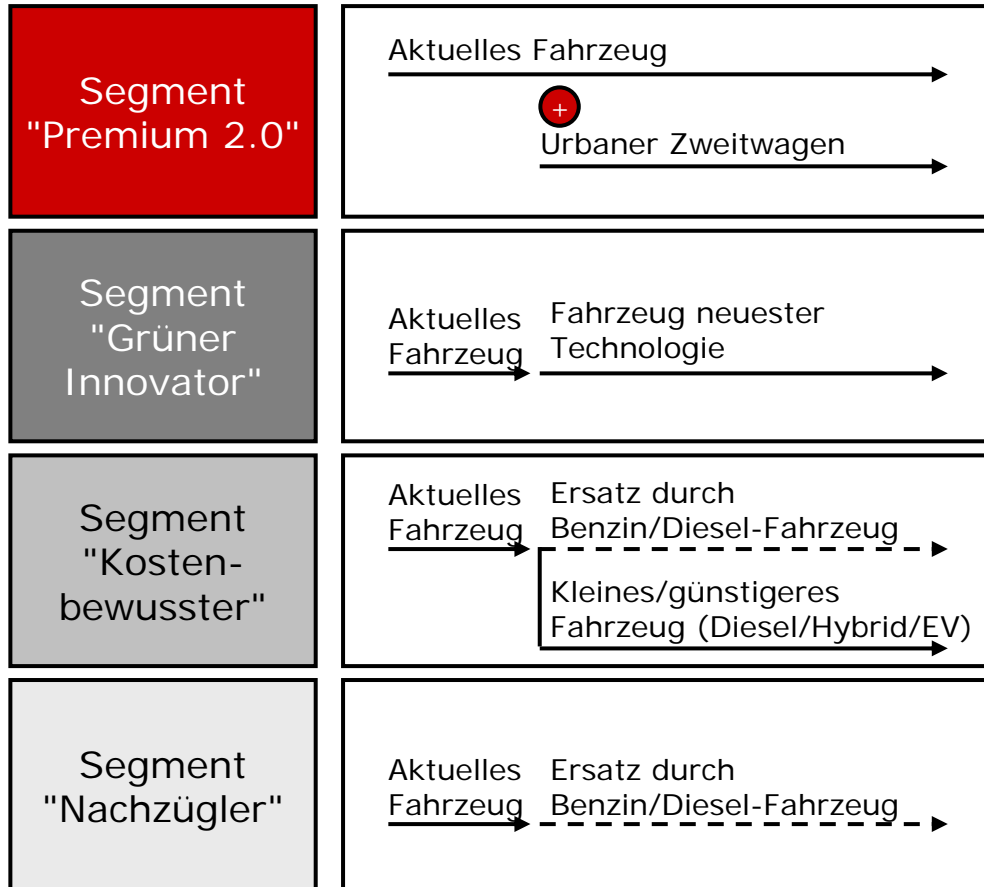 Segment
"Premium 2.0"
Aktuelles Fahrzeug
+
Urbaner Zweitwagen
Segment
"Grüner
Innovator"
Aktuelles
Fahrzeug
Fahrzeug neuester
Technologie
Segment
"Kosten-
bewusster"
Aktuelles
Fahrzeug
Ersatz durch
Benzin/Diesel-Fahrzeug
Kleines/günstigeres
Fahrzeug (Diesel/Hybrid/EV)
Segment
"Nachzügler"
Aktuelles
Fahrzeug
Ersatz durch
Benzin/Diesel-Fahrzeug